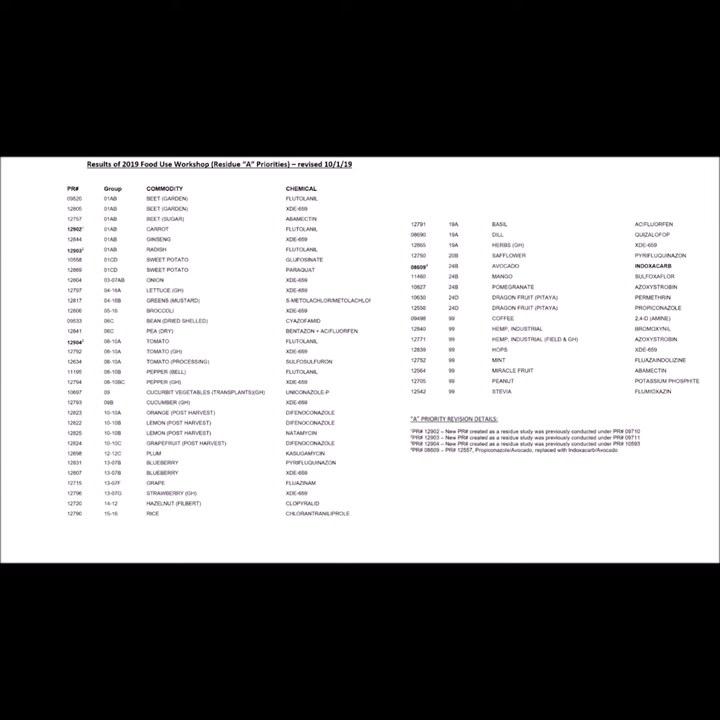 Results of 2019 Food Use Workshop (Residue "A" Priorities) – revised 10/1/19
PR# Group COMMODITY CHEMICAL
09520 01AB BEET (GARDEN) FLUTOLANIL
12805 01AB BEET (GARDEN) XDE-659
12757 01AB BEET (SUGAR) ABAMECTIN
12902¹ 01AB CARROT FLUTOLANIL
12844 01AB GINSENG XDE-659
12903² 01AB RADISH FLUTOLANIL
10558 01CD SWEET POTATO GLUFOSINATE
12869 01CD SWEET POTATO PARAQUAT
12804 03-07AB ONION XDE-659
12797 04-16A LETTUCE (GH) XDE-659
12817 04-16B GREENS (MUSTARD) S-METOLACHLOR/METOLACHLOR
12806 05-16 BROCCOLI XDE-659
09533 06C BEAN (DRIED SHELLED) CYAZOFAMID
12841 06C PEA (DRY) BENTAZON + ACIFLUORFEN
12904³ 08-10A TOMATO FLUTOLANIL
12792 08-10A TOMATO (GH) XDE-659
12634 08-10A TOMATO (PROCESSING) SULFOSULFURON
11195 08-10B PEPPER (BELL) FLUTOLANIL
12794 08-10BC PEPPER (GH) XDE-659
10697 09 CUCURBIT VEGETABLES (TRANSPLANTS)(GH) UNICONAZOLE-P
12793 09B CUCUMBER (GH) XDE-659
12823 10-10A ORANGE (POST HARVEST) DIFENOCONAZOLE
12822 10-10B LEMON (POST HARVEST) DIFENOCONAZOLE
12825 10-10B LEMON (POST HARVEST) NATAMYCIN
12824 10-10C GRAPEFRUIT (POST HARVEST) DIFENOCONAZOLE
12698 12-12C PLUM KASUGAMYCIN
12831 13-07B BLUEBERRY PYRIFLUQUINAZON
12807 13-07B BLUEBERRY XDE-659
12715 13-07F GRAPE FLUAZINAM
12796 13-07G STRAWBERRY (GH) XDE-659
12720 14-12 HAZELNUT (FILBERT) CLOPYRALID
12790 15-16 RICE CHLORANTRANILIPROLE
12791 19A BASIL ACIFLUORFEN
08690 19A DILL QUIZALOFOP
12865 19A HERBS (GH) XDE-659
12750 20B SAFFLOWER PYRIFLUQUINAZON
08609⁴ 24B AVOCADO INDOXACARB
11460 24B MANGO SULFOXAFLOR
10827 24B POMEGRANATE AZOXYSTROBIN
10630 24D DRAGON FRUIT (PITAYA) PERMETHRIN
12556 24D DRAGON FRUIT (PITAYA) PROPICONAZOLE
09498 99 COFFEE 2,4-D (AMINE)
12840 99 HEMP, INDUSTRIAL BROMOXYNIL
12771 99 HEMP, INDUSTRIAL (FIELD & GH) AZOXYSTROBIN
12839 99 HOPS XDE-659
12752 99 MINT FLUAZAINDOLIZINE
12564 99 MIRACLE FRUIT ABAMECTIN
12705 99 PEANUT POTASSIUM PHOSPHITE
12542 99 STEVIA FLUMIOXAZIN
"A" PRIORITY REVISION DETAILS:
¹PR# 12902 – New PR# created as a residue study was previously conducted under PR# 09710
²PR# 12903 – New PR# created as a residue study was previously conducted under PR# 09711
³PR# 12904 – New PR# created as a residue study was previously conducted under PR# 10593
⁴PR# 08609 – PR# 12557, Propiconazole/Avocado, replaced with Indoxacarb/Avocado